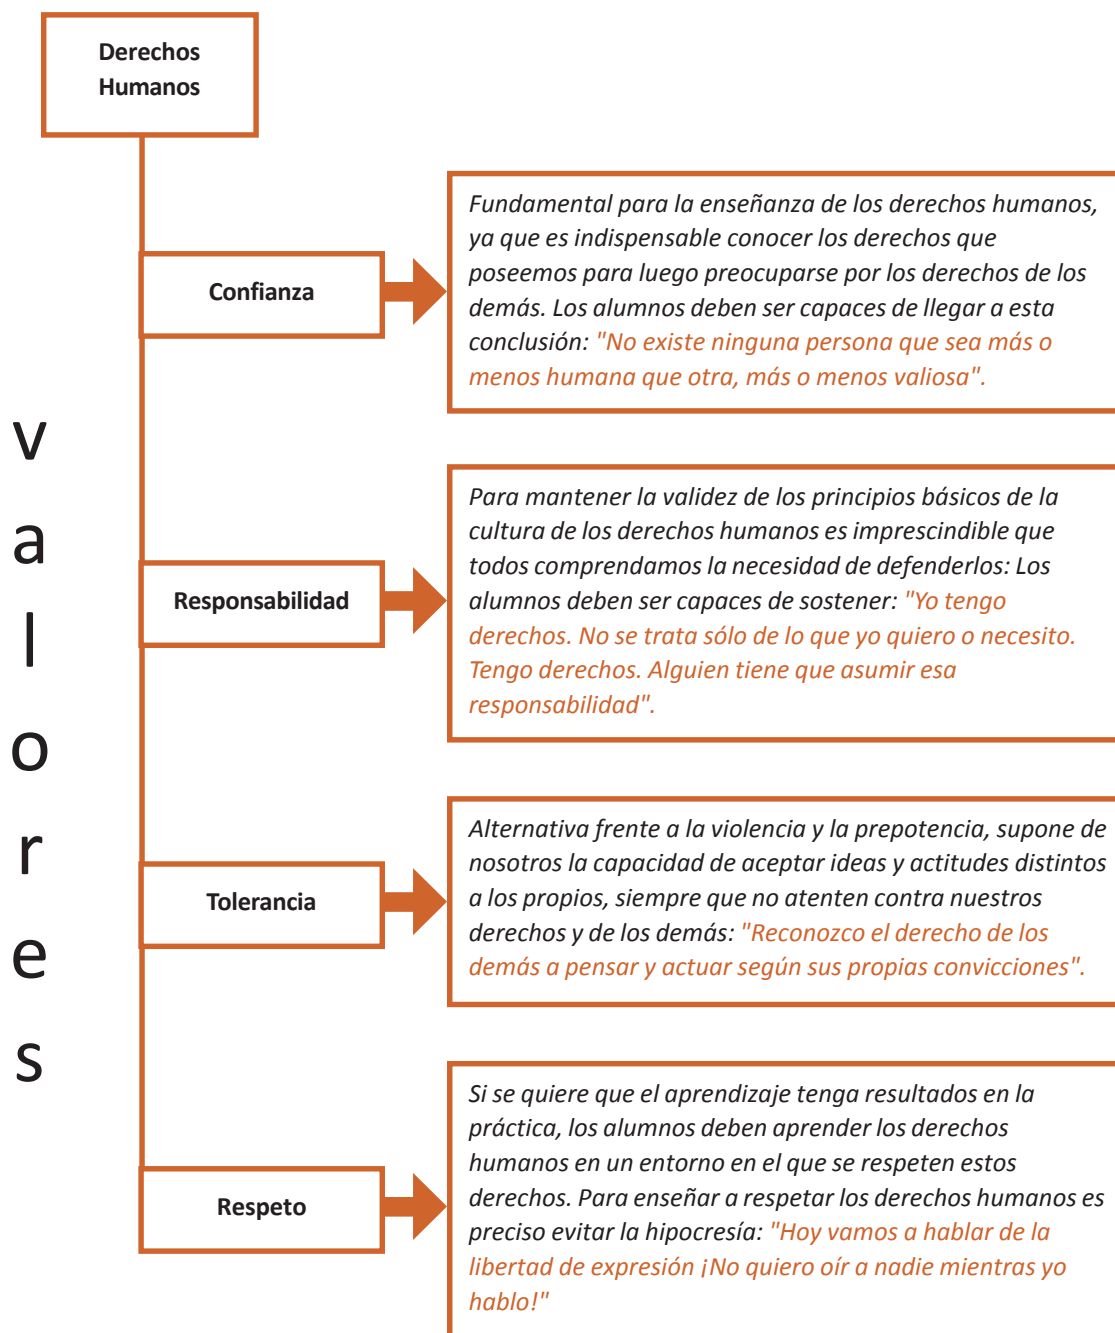 Derechos
Humanos
valores
Confianza
Fundamental para la enseñanza de los derechos humanos,
ya que es indispensable conocer los derechos que
poseemos para luego preocuparse por los derechos de los
demás. Los alumnos deben ser capaces de llegar a esta
conclusión: "No existe ninguna persona que sea más o
menos humana que otra, más o menos valiosa".
Responsabilidad
Para mantener la validez de los principios básicos de la
cultura de los derechos humanos es imprescindible que
todos comprendamos la necesidad de defenderlos: Los
alumnos deben ser capaces de sostener: "Yo tengo
derechos. No se trata sólo de lo que yo quiero o necesito.
Tengo derechos. Alguien tiene que asumir esa
responsabilidad".
Tolerancia
Alternativa frente a la violencia y la prepotencia, supone de
nosotros la capacidad de aceptar ideas y actitudes distintos
a los propios, siempre que no atenten contra nuestros
derechos y de los demás: "Reconozco el derecho de los
demás a pensar y actuar según sus propias convicciones".
Respeto
Si se quiere que el aprendizaje tenga resultados en la
práctica, los alumnos deben aprender los derechos
humanos en un entorno en el que se respeten estos
derechos. Para enseñar a respetar los derechos humanos es
preciso evitar la hipocresía: "Hoy vamos a hablar de la
libertad de expresión ¡No quiero oír a nadie mientras yo
hablo!"